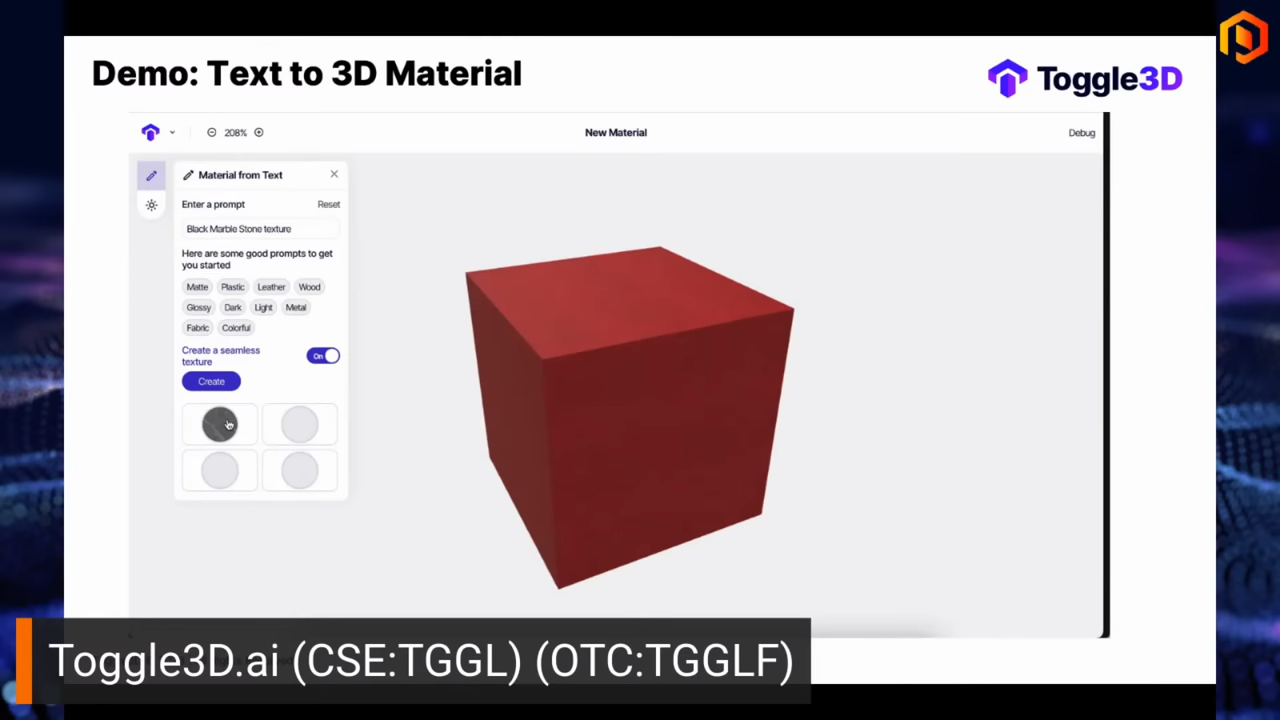 Demo: Text to 3D Material
Toggle3D
208%
New Material
Debug
Material from Text
Enter a prompt
Reset
Black Marble Stone texture
Here are some good prompts to get
you started
Matte
Plastic
Leather
Wood
Glossy
Dark
Light
Metal
Fabric
Colorful
Create a seamless
texture
On
Create
Toggle3D.ai (CSE:TGGL) (OTC:TGGLF)